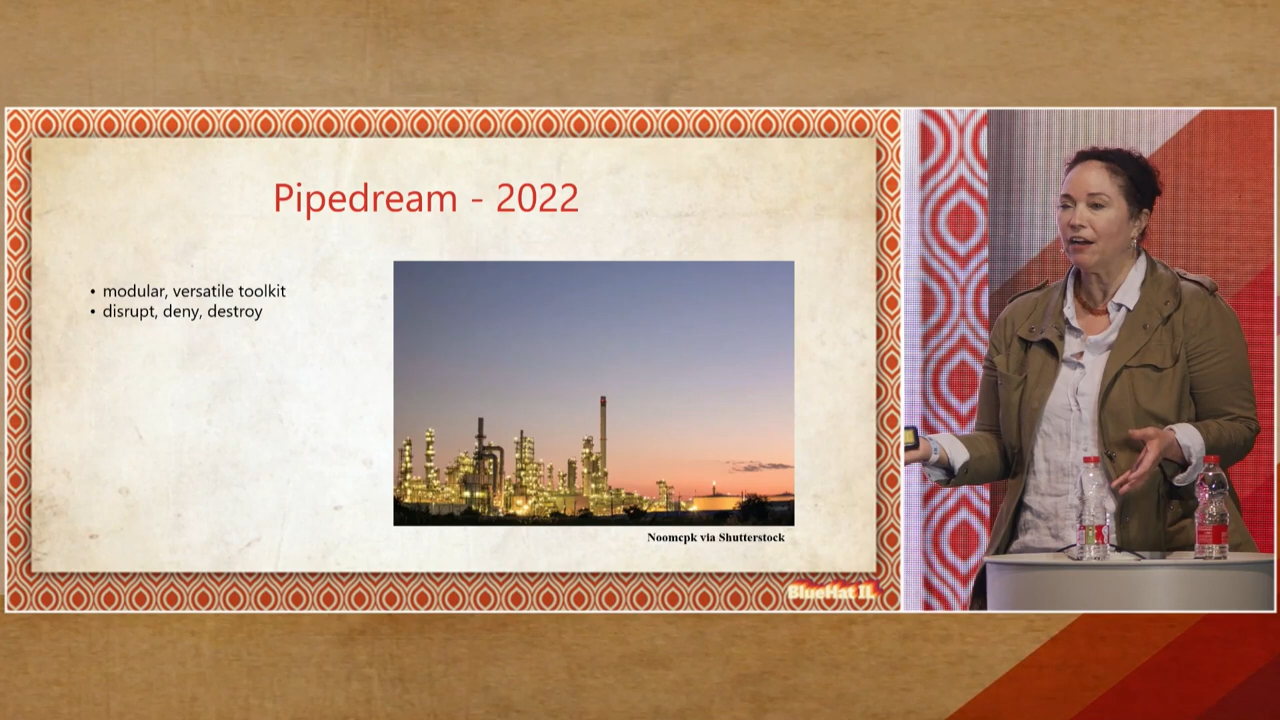 Pipedream - 2022
• modular, versatile toolkit
• disrupt, deny, destroy
Noomcpk via Shutterstock
BlueHat IL